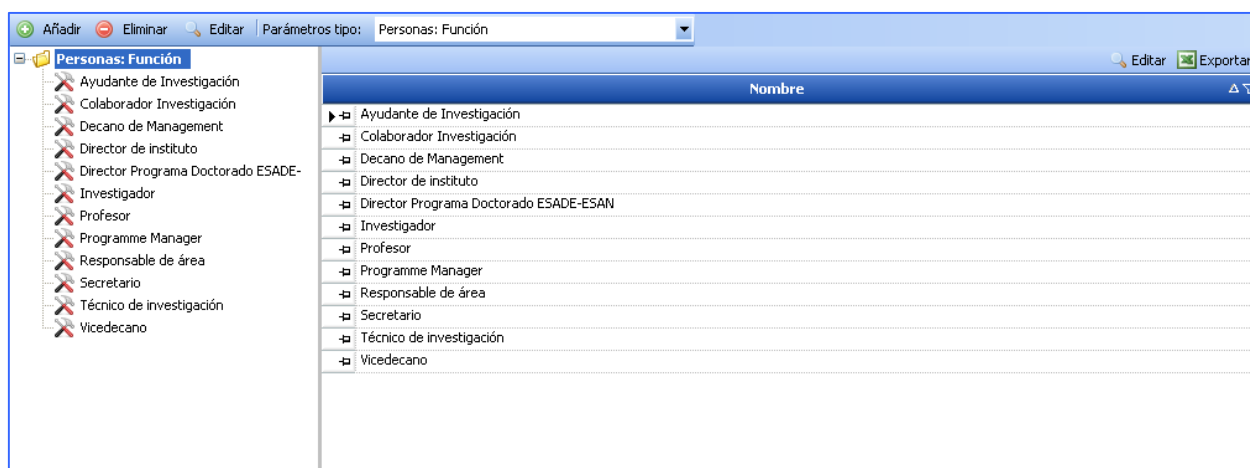 Añadir Eliminar Editar Parámetros tipo: Personas: Función
Personas: Función
Ayudante de Investigación
Colaborador Investigación
Decano de Management
Director de instituto
Director Programa Doctorado ESADE-
Investigador
Profesor
Programme Manager
Responsable de área
Secretario
Técnico de investigación
Vicedecano
Editar Exportar
Nombre
Ayudante de Investigación
Colaborador Investigación
Decano de Management
Director de instituto
Director Programa Doctorado ESADE-ESAN
Investigador
Profesor
Programme Manager
Responsable de área
Secretario
Técnico de investigación
Vicedecano